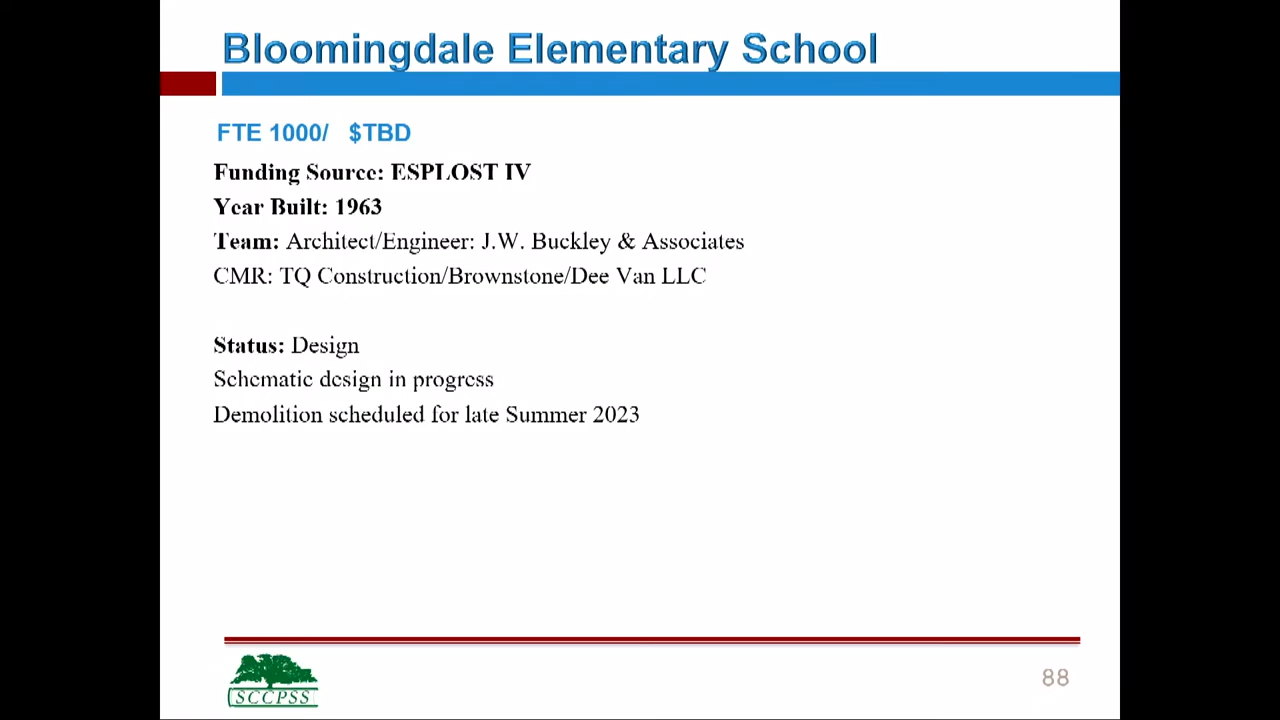 Bloomingdale Elementary School
FTE 1000/ $TBD
Funding Source: ESPLOST IV
Year Built: 1963
Team: Architect/Engineer: J.W. Buckley & Associates
CMR: TQ Construction/Brownstone/Dee Van LLC
Status: Design
Schematic design in progress
Demolition scheduled for late Summer 2023
SCCPSS
88